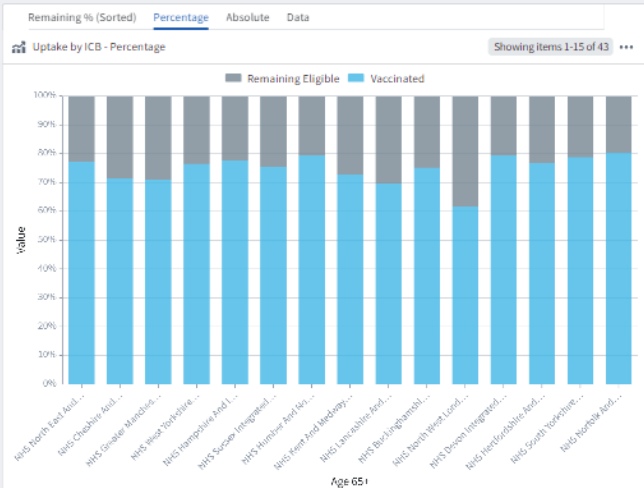 Remaining % (Sorted) Percentage Absolute Data
Uptake by ICB - Percentage Showing items 1-15 of 43 •••
Remaining Eligible Vaccinated
100%
90%
80%
70%
60%
50%
40%
30%
20%
10%
0%
Value
NHS North East And...
NHS Cheshire And...
NHS Greater Manches...
NHS West Yorkshire...
NHS Hampshire And I...
NHS Sussex Integrated...
NHS Humber And No...
NHS Kent And Medway...
NHS Lancashire And...
NHS Buckinghamshi...
NHS North West Lond...
NHS Devon Integrated...
NHS Hertfordshire And...
NHS South Yorkshire...
NHS Norfolk And...
Age 65+